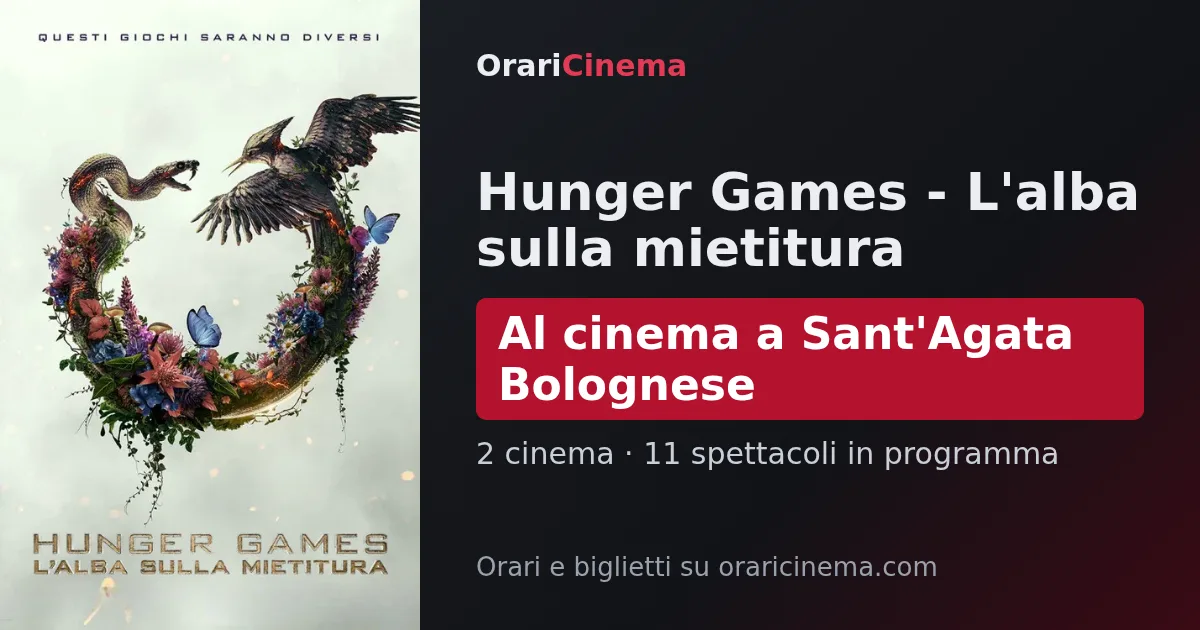 QUESTI GIOCHI SARANNO DIVERSI
HUNGER GAMES
L'ALBA SULLA MIETITURA
OrariCinema
Hunger Games - L'alba
sulla mietitura
Al cinema a Sant'Agata
Bolognese
2 cinema · 11 spettacoli in programma
Orari e biglietti su oraricinema.com